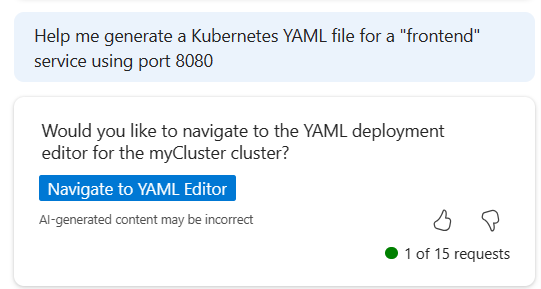 Help me generate a Kubernetes YAML file for a "frontend"
service using port 8080
Would you like to navigate to the YAML deployment
editor for the myCluster cluster?
Navigate to YAML Editor
AI-generated content may be incorrect
1 of 15 requests